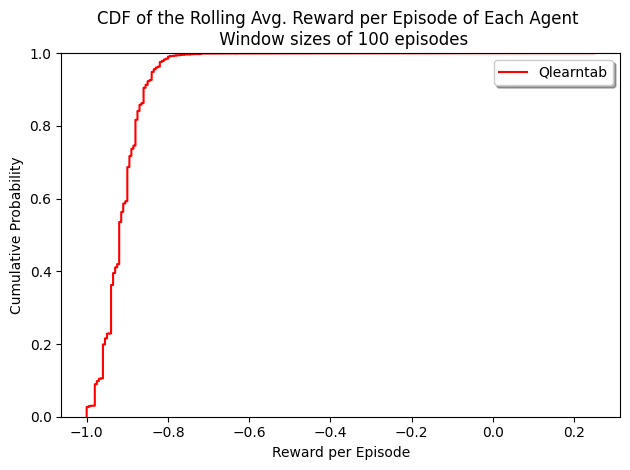 CDF of the Rolling Avg. Reward per Episode of Each Agent
Window sizes of 100 episodes
Qlearntab
Cumulative Probability
1.0
0.8
0.6
0.4
0.2
0.0
−1.0 −0.8 −0.6 −0.4 −0.2 0.0 0.2
Reward per Episode